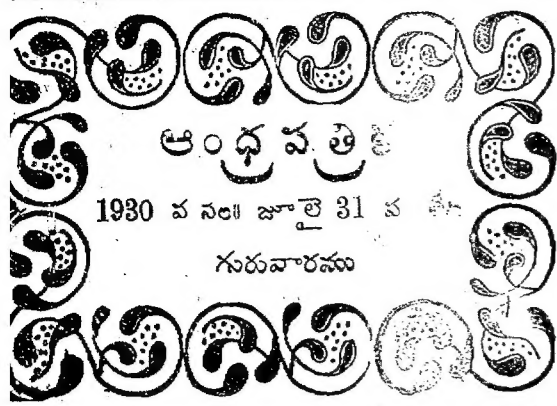 ఆంధ్రపత్రిక
1930 వ సం॥ జూలై 31 వ తేది
గురువారము